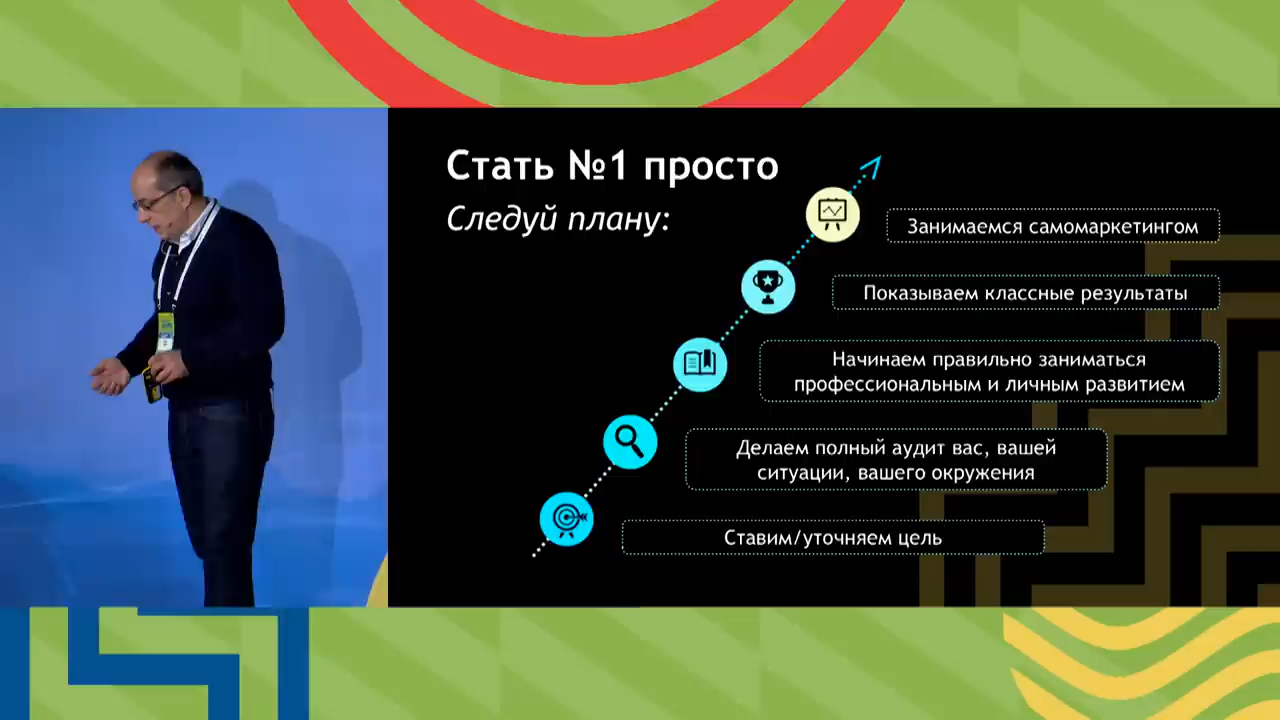 Стать №1 просто
Следуй плану:
Занимаемся самомаркетингом
Показываем классные результаты
Начинаем правильно заниматься
профессиональным и личным развитием
Делаем полный аудит вас, вашей
ситуации, вашего окружения
Ставим/уточняем цель